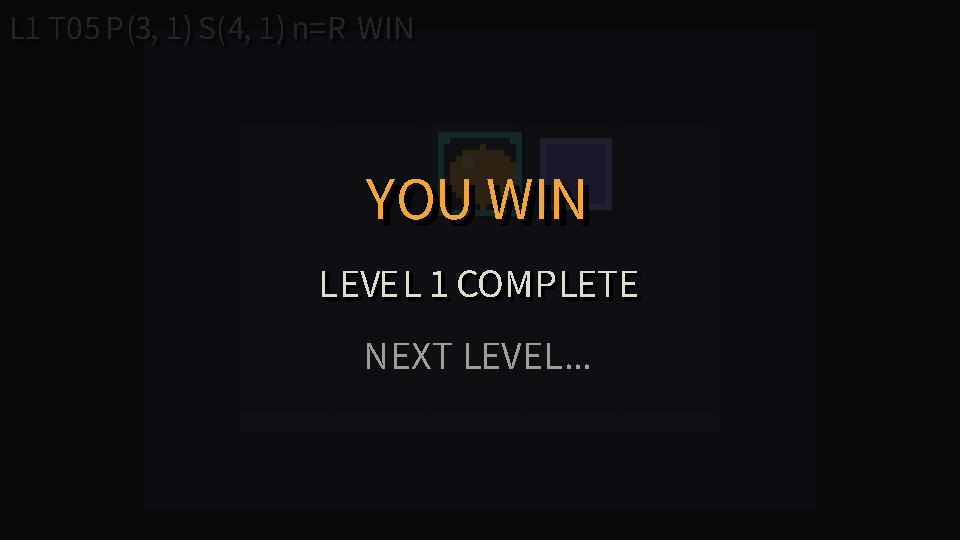 L1 T05 P(3, 1) S(4, 1) n=R WIN
YOU WIN
LEVEL 1 COMPLETE
NEXT LEVEL...